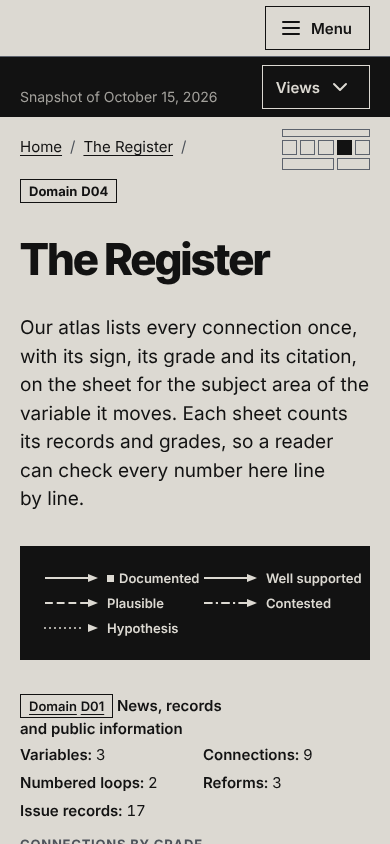 Menu
Snapshot of October 15, 2026
Views
Home / The Register /
Domain D04
The Register
Our atlas lists every connection once,
with its sign, its grade and its citation,
on the sheet for the subject area of the
variable it moves. Each sheet counts
its records and grades, so a reader
can check every number here line
by line.
Documented Well supported
Plausible Contested
Hypothesis
Domain D01 News, records
and public information
Variables: 3 Connections: 9
Numbered loops: 2 Reforms: 3
Issue records: 17
CONNECTIONS BY GRADE